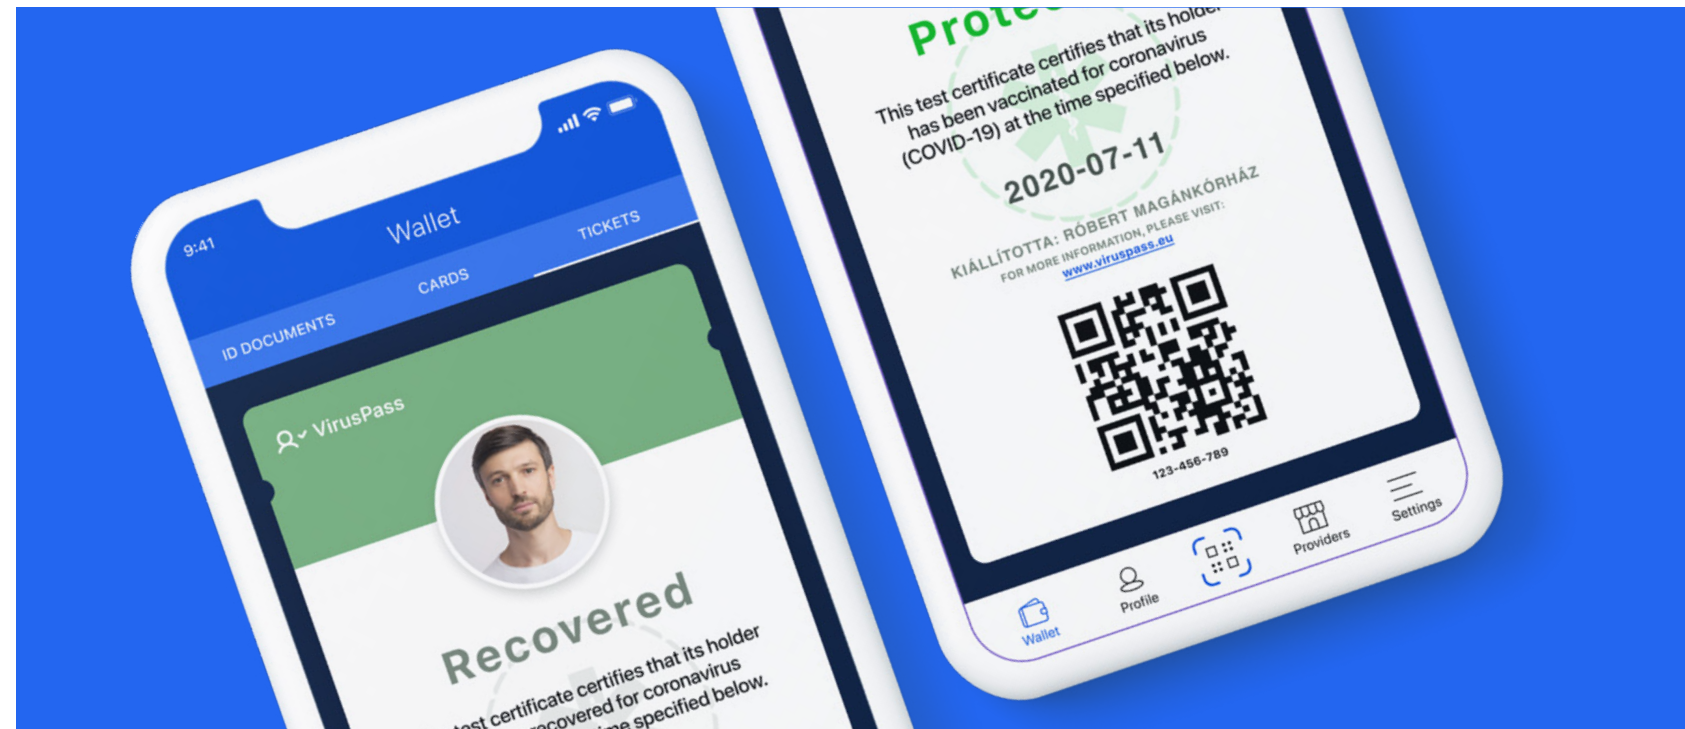 9:41
Wallet
ID DOCUMENTS
CARDS
TICKETS
VirusPass
Recovered
certificate certifies that its holder
recovered for coronavirus
specified below.
This test certificate certifies that its holder
has been vaccinated for coronavirus
(COVID-19) at the time specified below.
2020-07-11
KIÁLLÍTOTTA: RÓBERT MAGÁNKÓRHÁZ
FOR MORE INFORMATION, PLEASE VISIT:
www.viruspass.eu
123-456-789
Wallet
Profile
Providers
Settings